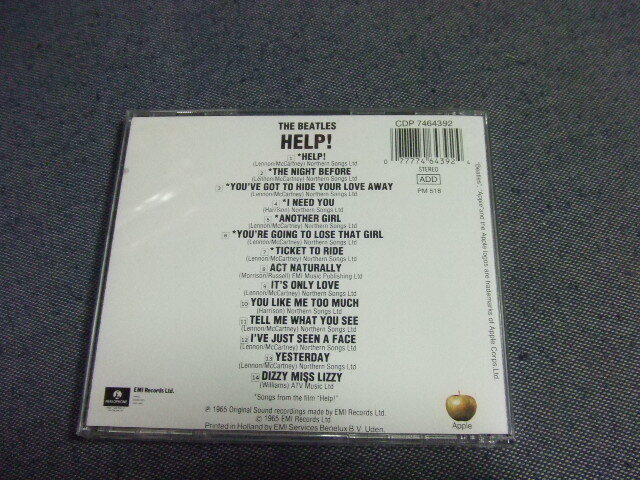 THE BEATLES
HELP!
CDP 7464392
0 77774 64392 4
STEREO
ADD
PM 518
1 *HELP!
(Lennon/McCartney) Northern Songs Ltd
2 *THE NIGHT BEFORE
(Lennon/McCartney) Northern Songs Ltd
3 *YOU'VE GOT TO HIDE YOUR LOVE AWAY
(Lennon/McCartney) Northern Songs Ltd
4 *I NEED YOU
(Harrison) Northern Songs Ltd
5 *ANOTHER GIRL
(Lennon/McCartney) Northern Songs Ltd
6 *YOU'RE GOING TO LOSE THAT GIRL
(Lennon/McCartney) Northern Songs Ltd
7 *TICKET TO RIDE
(Lennon/McCartney) Northern Songs Ltd
8 ACT NATURALLY
(Morrison/Russell) EMI Music Publishing Ltd
9 IT'S ONLY LOVE
(Lennon/McCartney) Northern Songs Ltd
10 YOU LIKE ME TOO MUCH
(Harrison) Northern Songs Ltd
11 TELL ME WHAT YOU SEE
(Lennon/McCartney) Northern Songs Ltd
12 I'VE JUST SEEN A FACE
(Lennon/McCartney) Northern Songs Ltd
13 YESTERDAY
(Lennon/McCartney) Northern Songs Ltd
14 DIZZY MISS LIZZY
(Williams) ATV Music Ltd
*Songs from the film "Help!"
℗ 1965 Original Sound recordings made by EMI Records Ltd.
© 1965 EMI Records Ltd
Printed in Holland by EMI Services Benelux B.V. Uden.
PARLOPHONE
EMI Records Ltd.
Apple
"Beatles", "Apple" and the Apple logos are trademarks of Apple Corps Ltd.